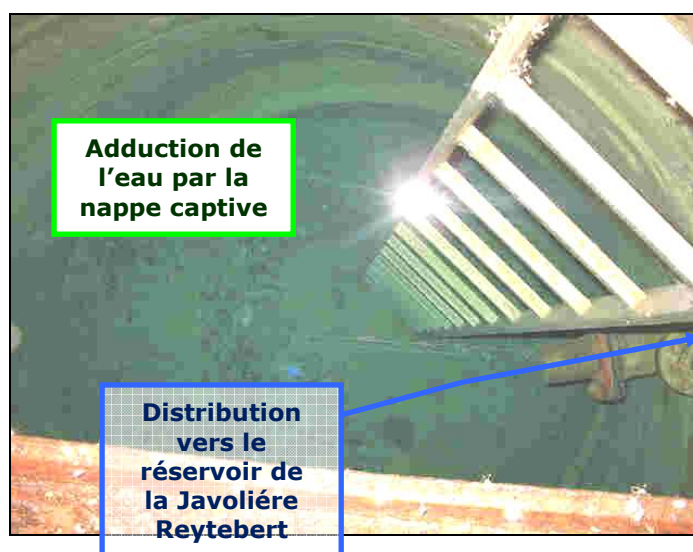 Adduction de
l'eau par la
nappe captive
Distribution
vers le
réservoir de
la Javoliére
Reytebert